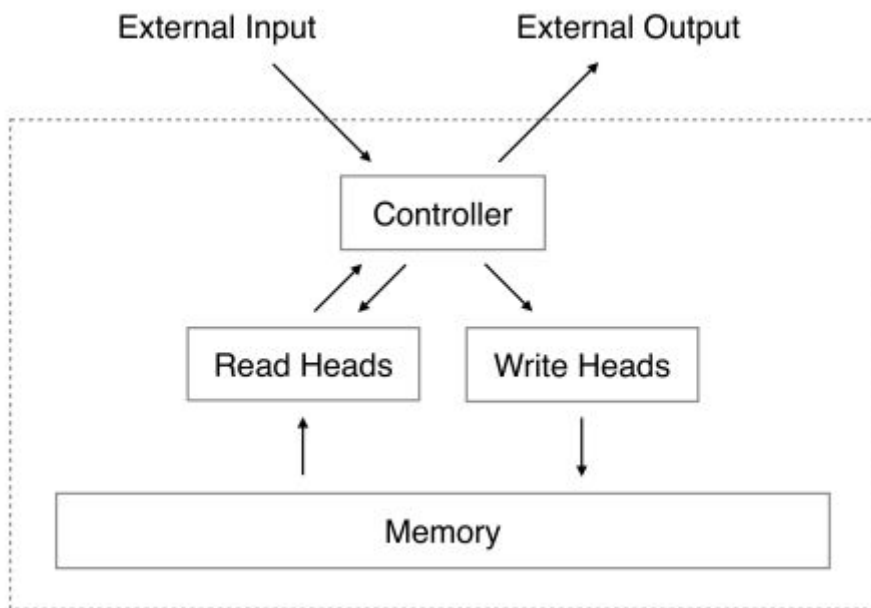 External Input
External Output
Controller
Read Heads
Write Heads
Memory